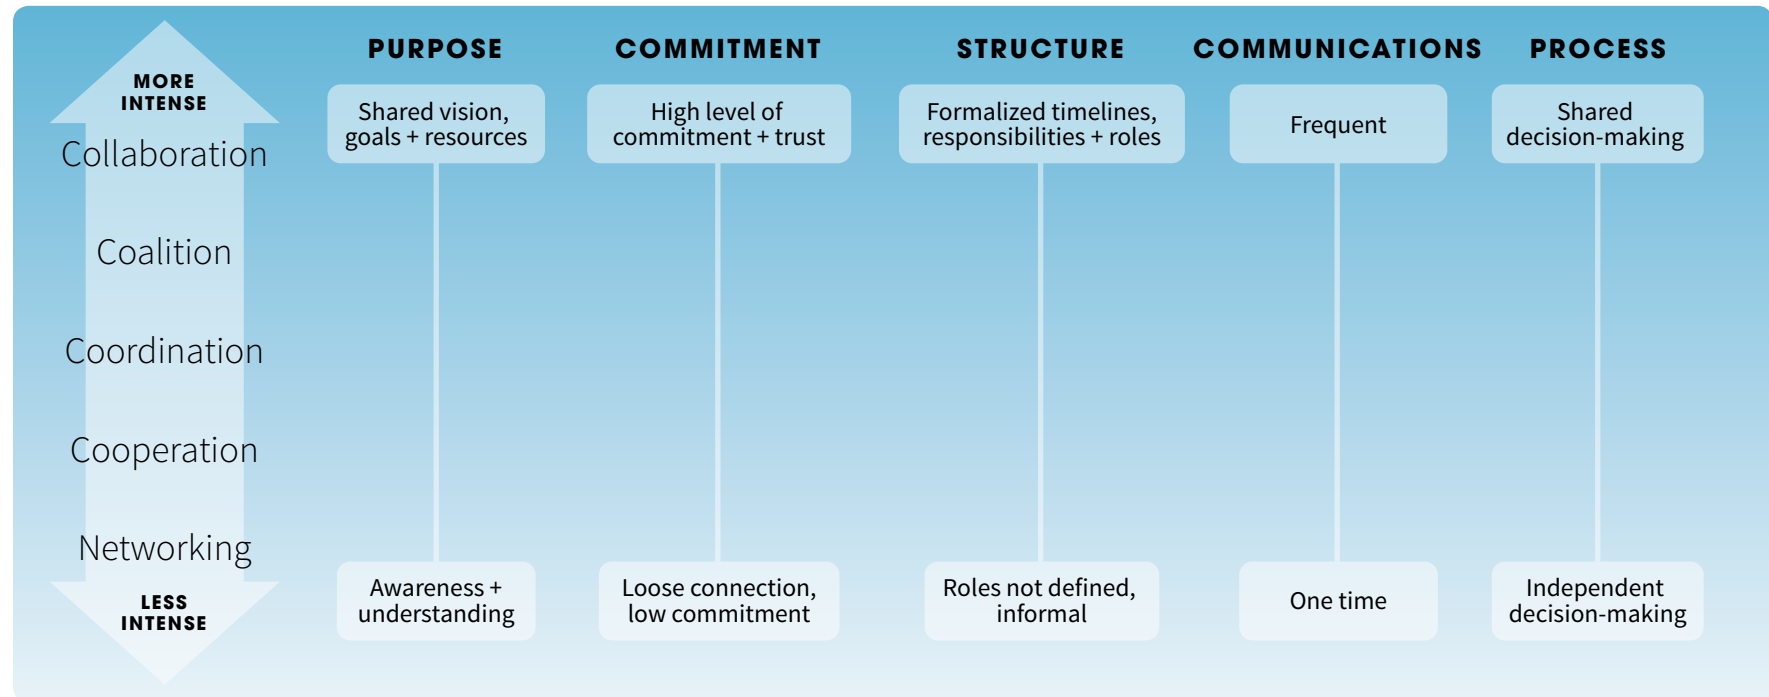 PURPOSE
COMMITMENT
STRUCTURE
COMMUNICATIONS
PROCESS
MORE
INTENSE
Shared vision,
goals + resources
High level of
commitment + trust
Formalized timelines,
responsibilities + roles
Frequent
Shared
decision-making
Collaboration
Coalition
Coordination
Cooperation
Networking
LESS
INTENSE
Awareness +
understanding
Loose connection,
low commitment
Roles not defined,
informal
One time
Independent
decision-making